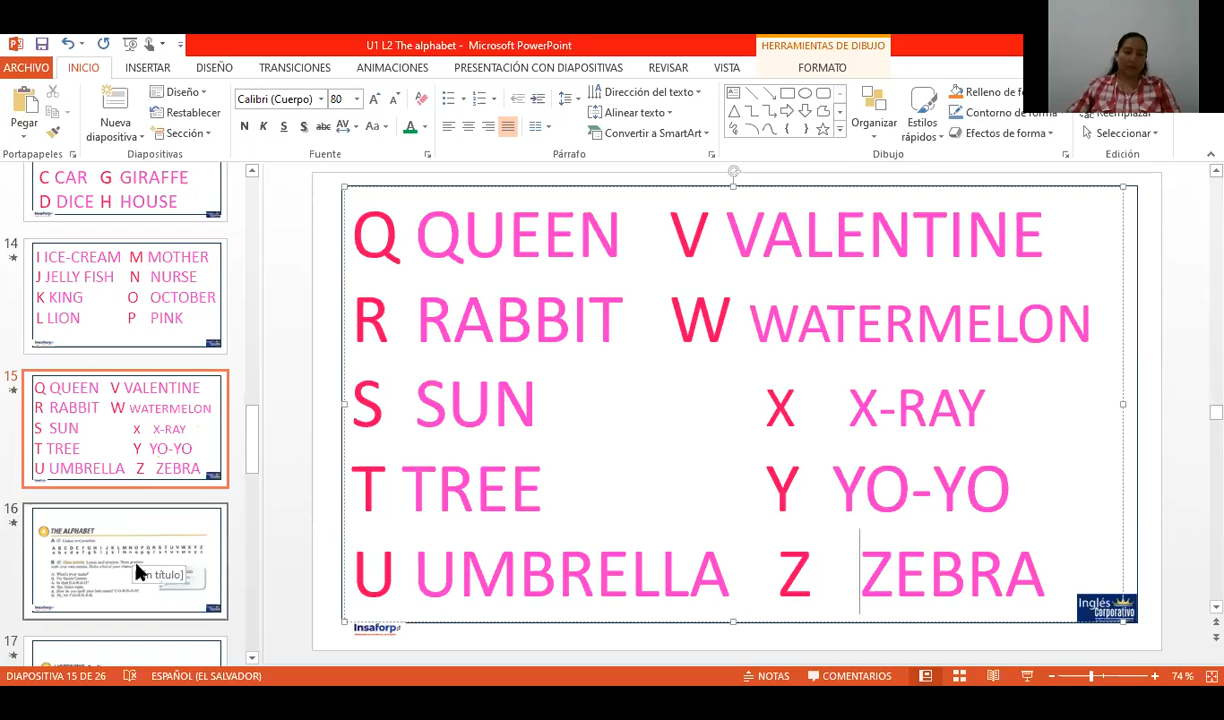 U1 L2 The alphabet - Microsoft PowerPoint
HERRAMIENTAS DE DIBUJO
ARCHIVO INICIO INSERTAR DISEÑO TRANSICIONES ANIMACIONES PRESENTACIÓN CON DIAPOSITIVAS REVISAR VISTA FORMATO
Pegar
Nueva diapositiva
Diseño
Restablecer
Sección
Calibri (Cuerpo) 80
N K S S abc AV Aa A
Dirección del texto
Alinear texto
Convertir a SmartArt
Organizar
Estilos rápidos
Relleno de fo
Contorno de forma
Efectos de forma
Reemplazar
Seleccionar
Portapapeles Diapositivas Fuente Párrafo Dibujo Edición
C CAR G GIRAFFE
D DICE H HOUSE
14
I ICE-CREAM M MOTHER
J JELLY FISH N NURSE
K KING O OCTOBER
L LION P PINK
15
Q QUEEN V VALENTINE
R RABBIT W WATERMELON
S SUN X X-RAY
T TREE Y YO-YO
U UMBRELLA Z ZEBRA
16
THE ALPHABET
n título]
17
Q QUEEN V VALENTINE
R RABBIT W WATERMELON
S SUN X X-RAY
T TREE Y YO-YO
U UMBRELLA Z ZEBRA
Insaforp
Inglés
Corporativo
DIAPOSITIVA 15 DE 26 ESPAÑOL (EL SALVADOR) NOTAS COMENTARIOS 74 %